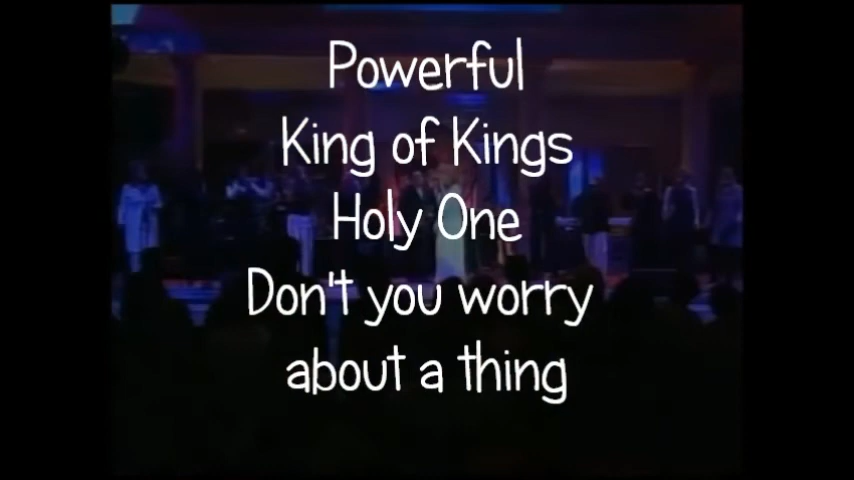 Powerful
King of Kings
Holy One
Don't you worry
about a thing